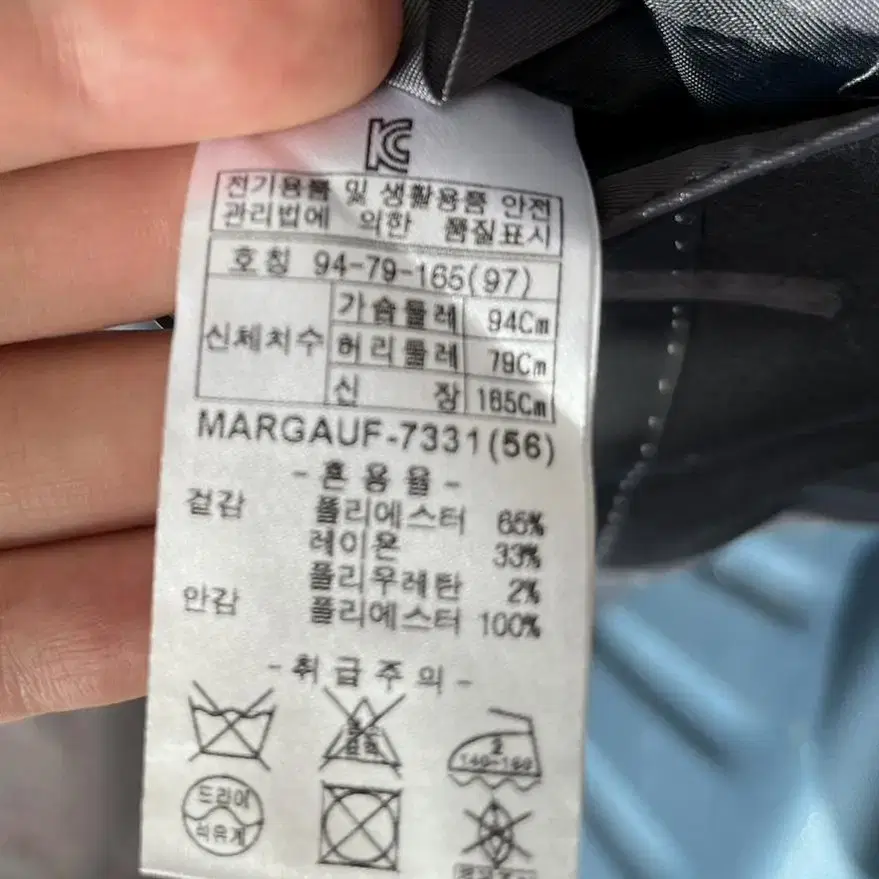 KC
전기용품 및 생활용품 안전
관리법에 의한 품질표시
호칭 94-79-165(97)
신체치수
가슴둘레 94Cm
허리둘레 79Cm
신 장 165Cm
MARGAUF-7331(56)
- 혼용율 -
겉감 폴리에스터 65%
레이온 33%
폴리우레탄 2%
안감 폴리에스터 100%
- 취급주의 -
2
140~160
드라이
석유계